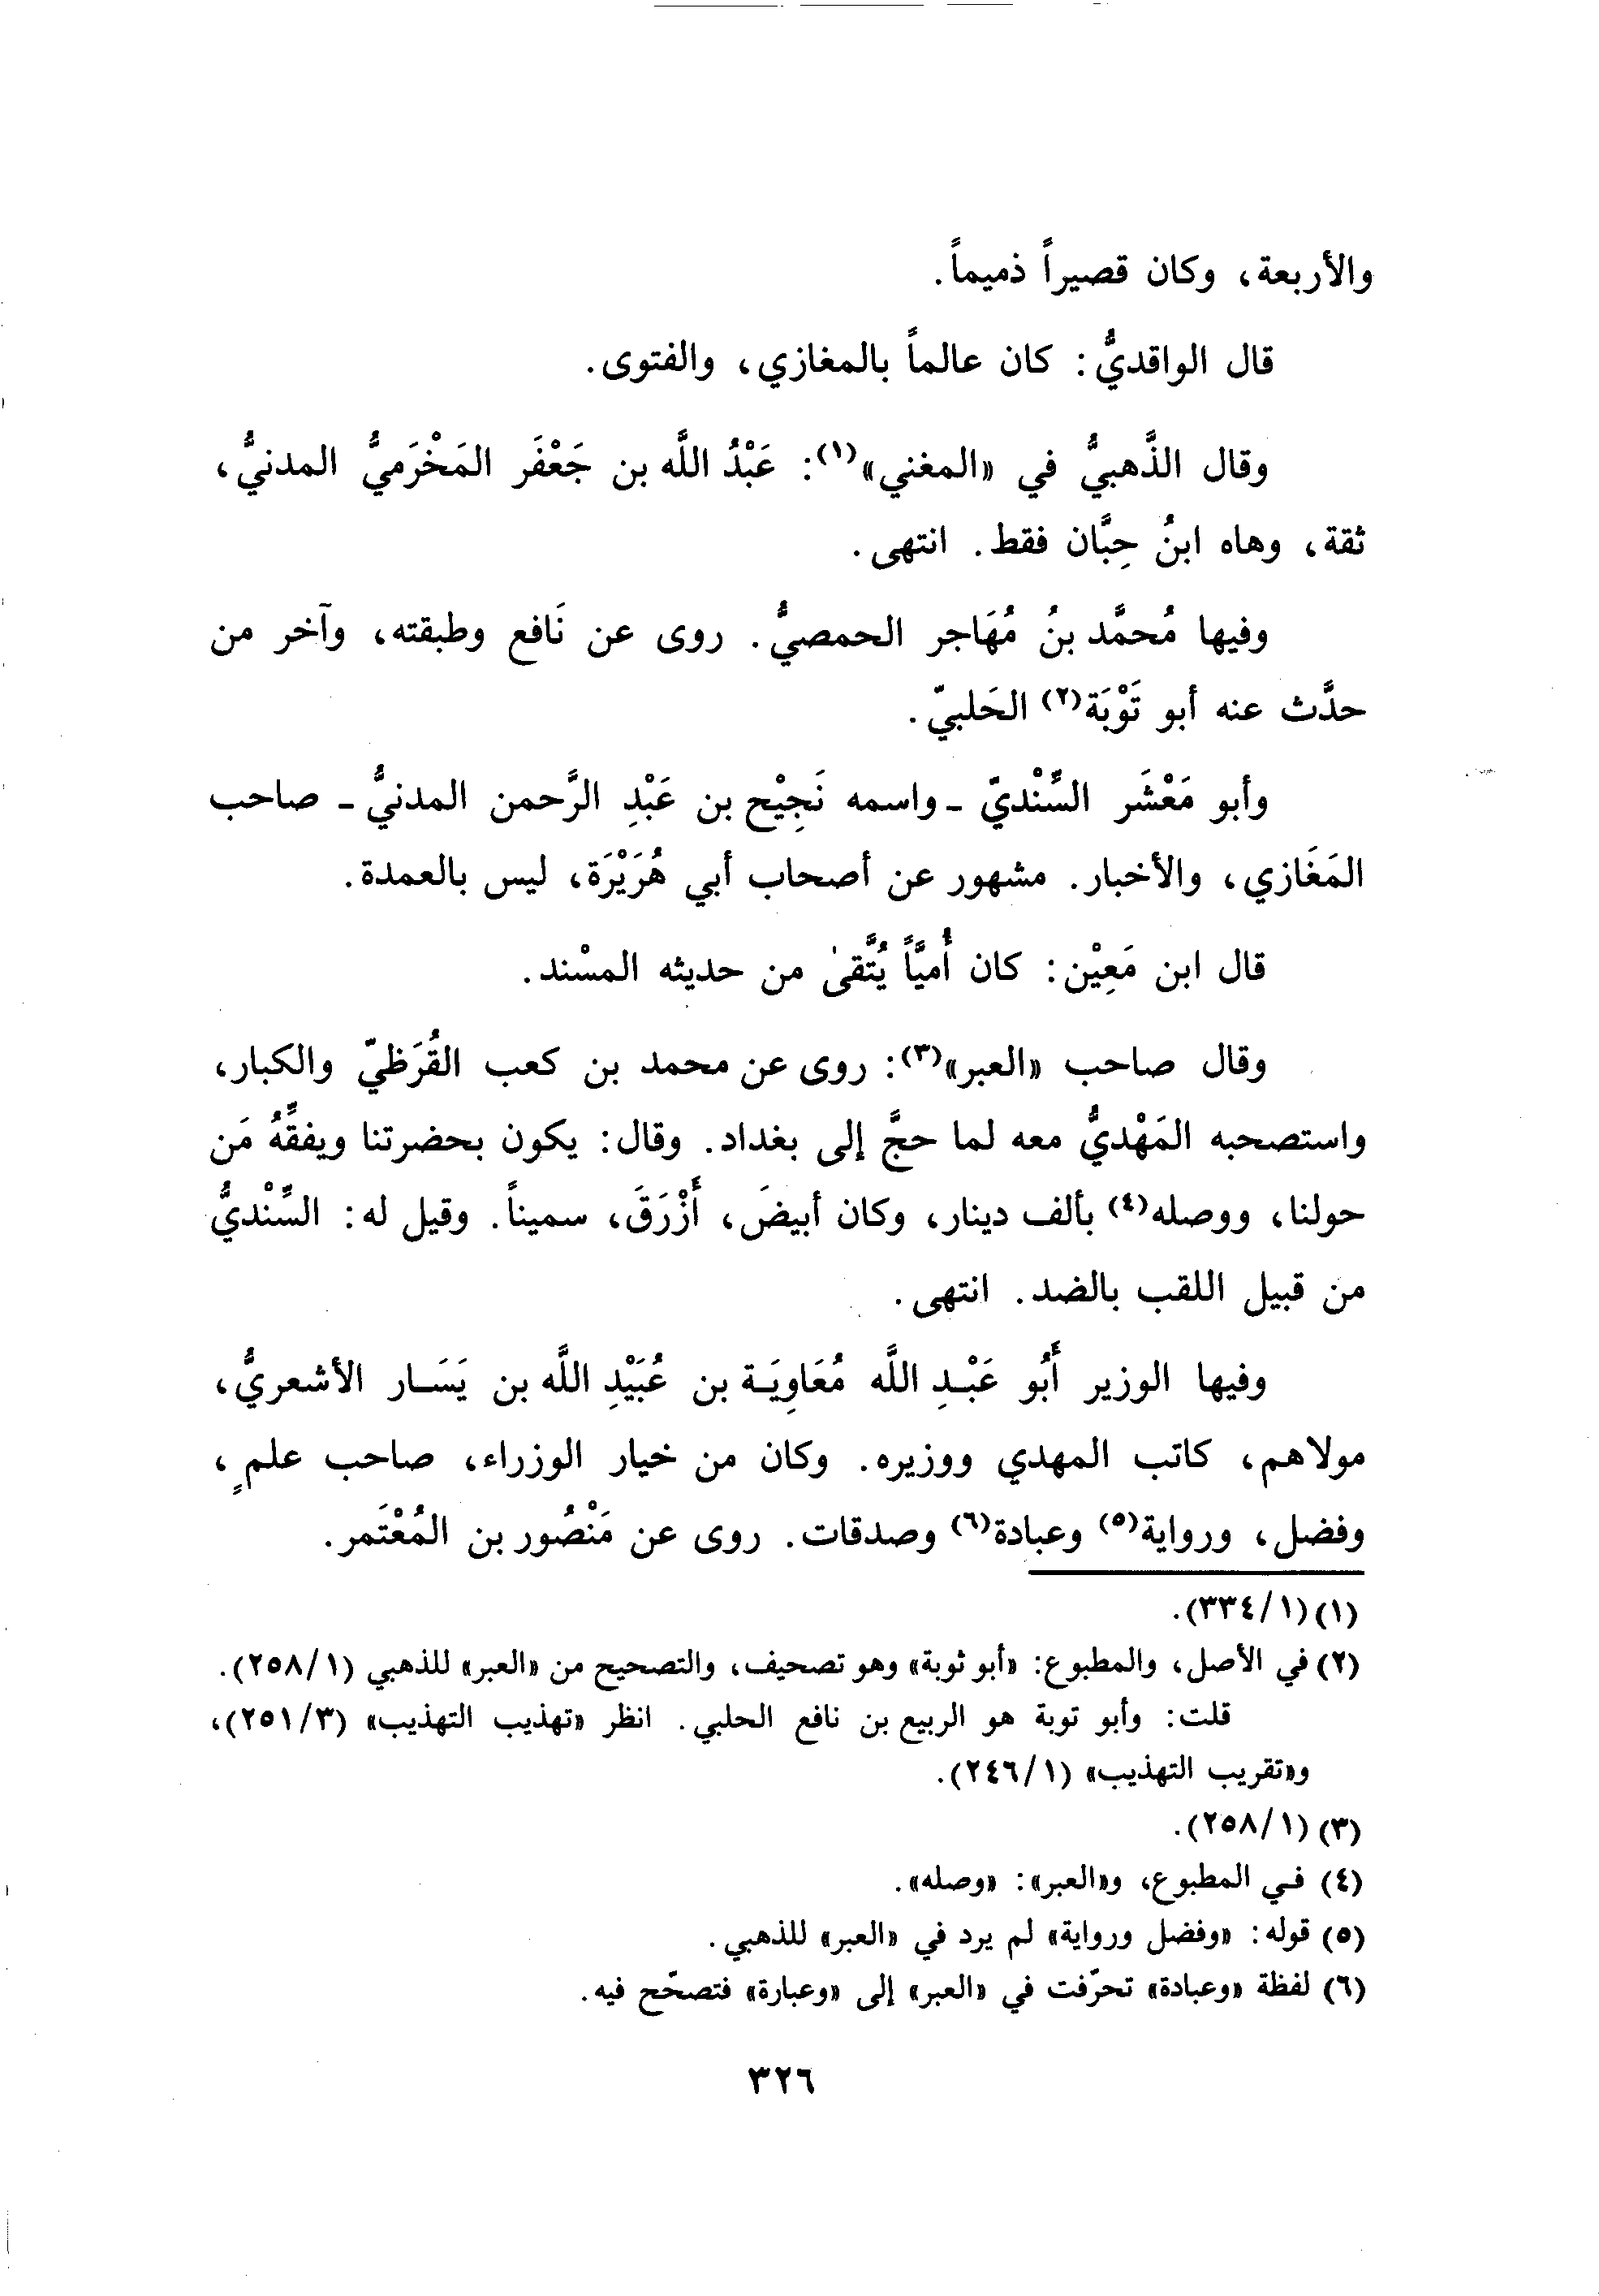 والأربعة، وكان قصيراً ذميماً.
قال الواقديُّ: كان عالماً بالمغازي، والفتوى.
وقال الذَّهبيُّ في «المغني»(١): عَبْدُ اللَّه بن جَعْفَر المَخْرَميُّ المدنيُّ،
ثقة، وهاه ابنُ حِبَّان فقط. انتهى.
وفيها مُحمَّد بنُ مُهَاجر الحمصيُّ. روى عن نَافع وطبقته، وآخر من
حدَّث عنه أبو تَوْبَة(٢) الحَلبيّ.
وأبو مَعْشَر السِّنْديّ - واسمه نَجِيْح بن عَبْدِ الرَّحمن المدنيُّ - صاحب
المَغَازي، والأخبار. مشهور عن أصحاب أبي هُرَيْرَة، ليس بالعمدة.
قال ابن مَعِيْن: كان أُميَّاً يُتَّقىٰ من حديثه المسْند.
وقال صاحب «العبر»(٣): روى عن محمد بن كعب القُرَظيّ والكبار،
واستصحبه المَهْديُّ معه لما حجَّ إلى بغداد. وقال: يكون بحضرتنا ويفقِّهُ مَن
حولنا، ووصله(٤) بألف دينار، وكان أبيضَ، أَزْرَقَ، سميناً. وقيل له: السِّنْديُّ
من قبيل اللقب بالضد. انتهى.
وفيها الوزير أَبُو عَبْـدِ اللَّه مُعَاوِيَـة بن عُبَيْدِ اللَّه بن يَسَـار الأشعريُّ،
مولاهم، كاتب المهدي ووزيره. وكان من خيار الوزراء، صاحب علمٍ،
وفضل، ورواية(٥) وعبادة(٦) وصدقات. روى عن مَنْصُور بن المُعْتَمر.
(١) (١/٣٣٤).
(٢) في الأصل، والمطبوع: «أبو ثوبة» وهو تصحيف، والتصحيح من «العبر» للذهبي (١/٢٥٨).
قلت: وأبو توبة هو الربيع بن نافع الحلبي. انظر «تهذيب التهذيب» (٣/٢٥١)،
و«تقريب التهذيب» (١/٢٤٦).
(٣) (١/٢٥٨).
(٤) فـي المطبوع، و«العبر»: «وصله».
(٥) قوله: «وفضل ورواية» لم يرد في «العبر» للذهبي.
(٦) لفظة «وعبادة» تحرّفت في «العبر» إلى «وعبارة» فتصحّح فيه.
٣٢٦